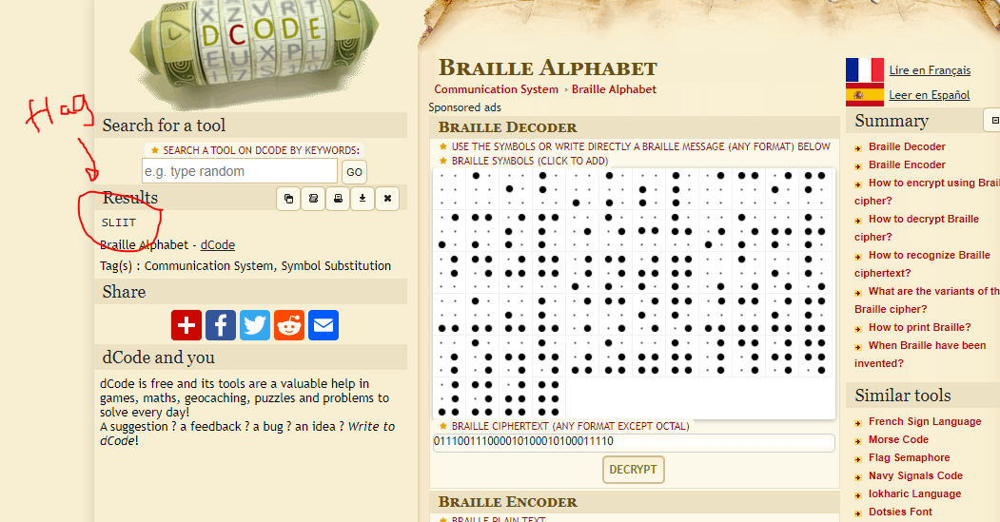 DCODE
Hag
Search for a tool
SEARCH A TOOL ON DCODE BY KEYWORDS:
e.g. type random
GO
Results
SLIIT
Braille Alphabet - dCode
Tag(s) : Communication System, Symbol Substitution
Share
dCode and you
dCode is free and its tools are a valuable help in
games, maths, geocaching, puzzles and problems to
solve every day!
A suggestion ? a feedback ? a bug ? an idea ? Write to
dCode!
BRAILLE ALPHABET
Communication System › Braille Alphabet
Sponsored ads
BRAILLE DECODER
USE THE SYMBOLS OR WRITE DIRECTLY A BRAILLE MESSAGE (ANY FORMAT) BELOW
BRAILLE SYMBOLS (CLICK TO ADD)
BRAILLE CIPHERTEXT (ANY FORMAT EXCEPT OCTAL)
011100111000010100010100011110
DECRYPT
BRAILLE ENCODER
BRAILLE PLAIN TEXT
Lire en Français
Leer en Español
Summary
Braille Decoder
Braille Encoder
How to encrypt using Brail
cipher?
How to decrypt Braille
cipher?
How to recognize Braille
ciphertext?
What are the variants of th
Braille cipher?
How to print Braille?
When Braille have been
invented?
Similar tools
French Sign Language
Morse Code
Flag Semaphore
Navy Signals Code
Iokharic Language
Dotsies Font